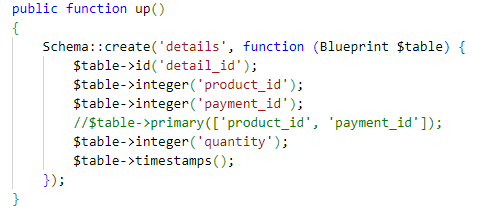 public function up()
{
    Schema::create('details', function (Blueprint $table) {
        $table->id('detail_id');
        $table->integer('product_id');
        $table->integer('payment_id');
        //$table->primary(['product_id', 'payment_id']);
        $table->integer('quantity');
        $table->timestamps();
    });
}